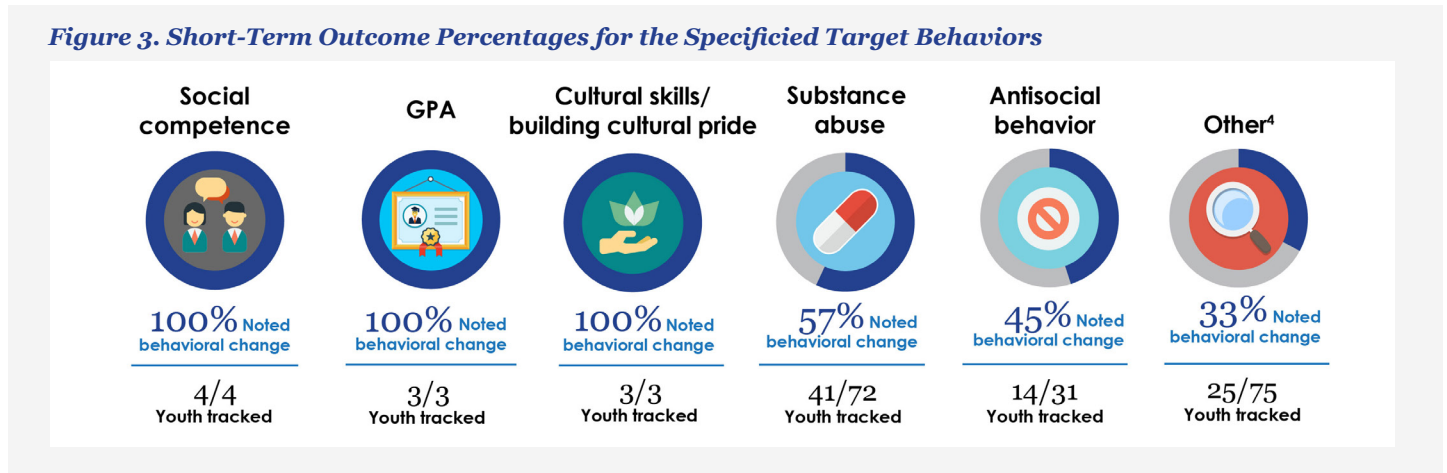 Figure 3. Short-Term Outcome Percentages for the Specificied Target Behaviors
Social
competence
100% Noted
behavioral change
4/4
Youth tracked
GPA
100% Noted
behavioral change
3/3
Youth tracked
Cultural skills/
building cultural pride
100% Noted
behavioral change
3/3
Youth tracked
Substance
abuse
57% Noted
behavioral change
41/72
Youth tracked
Antisocial
behavior
45% Noted
behavioral change
14/31
Youth tracked
Other⁴
33% Noted
behavioral change
25/75
Youth tracked